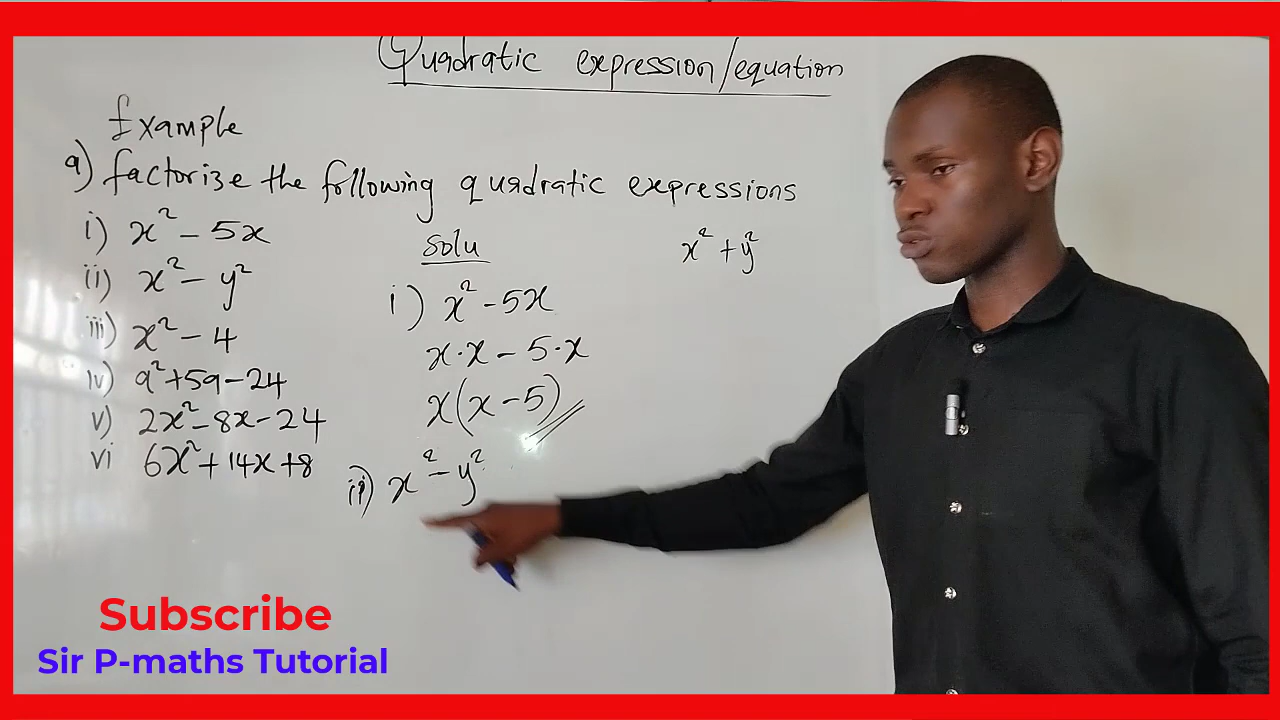 Quadratic expression/equation
Example
a) factorize the following quadratic expressions
i) x² - 5x
ii) x² - y²
iii) x² - 4
iv) a² + 5a - 24
v) 2x² - 8x - 24
vi 6x² + 14x + 8
solu
i) x² - 5x
x·x - 5·x
x(x - 5)
ii) x² - y²
x² + y²
Subscribe
Sir P-maths Tutorial